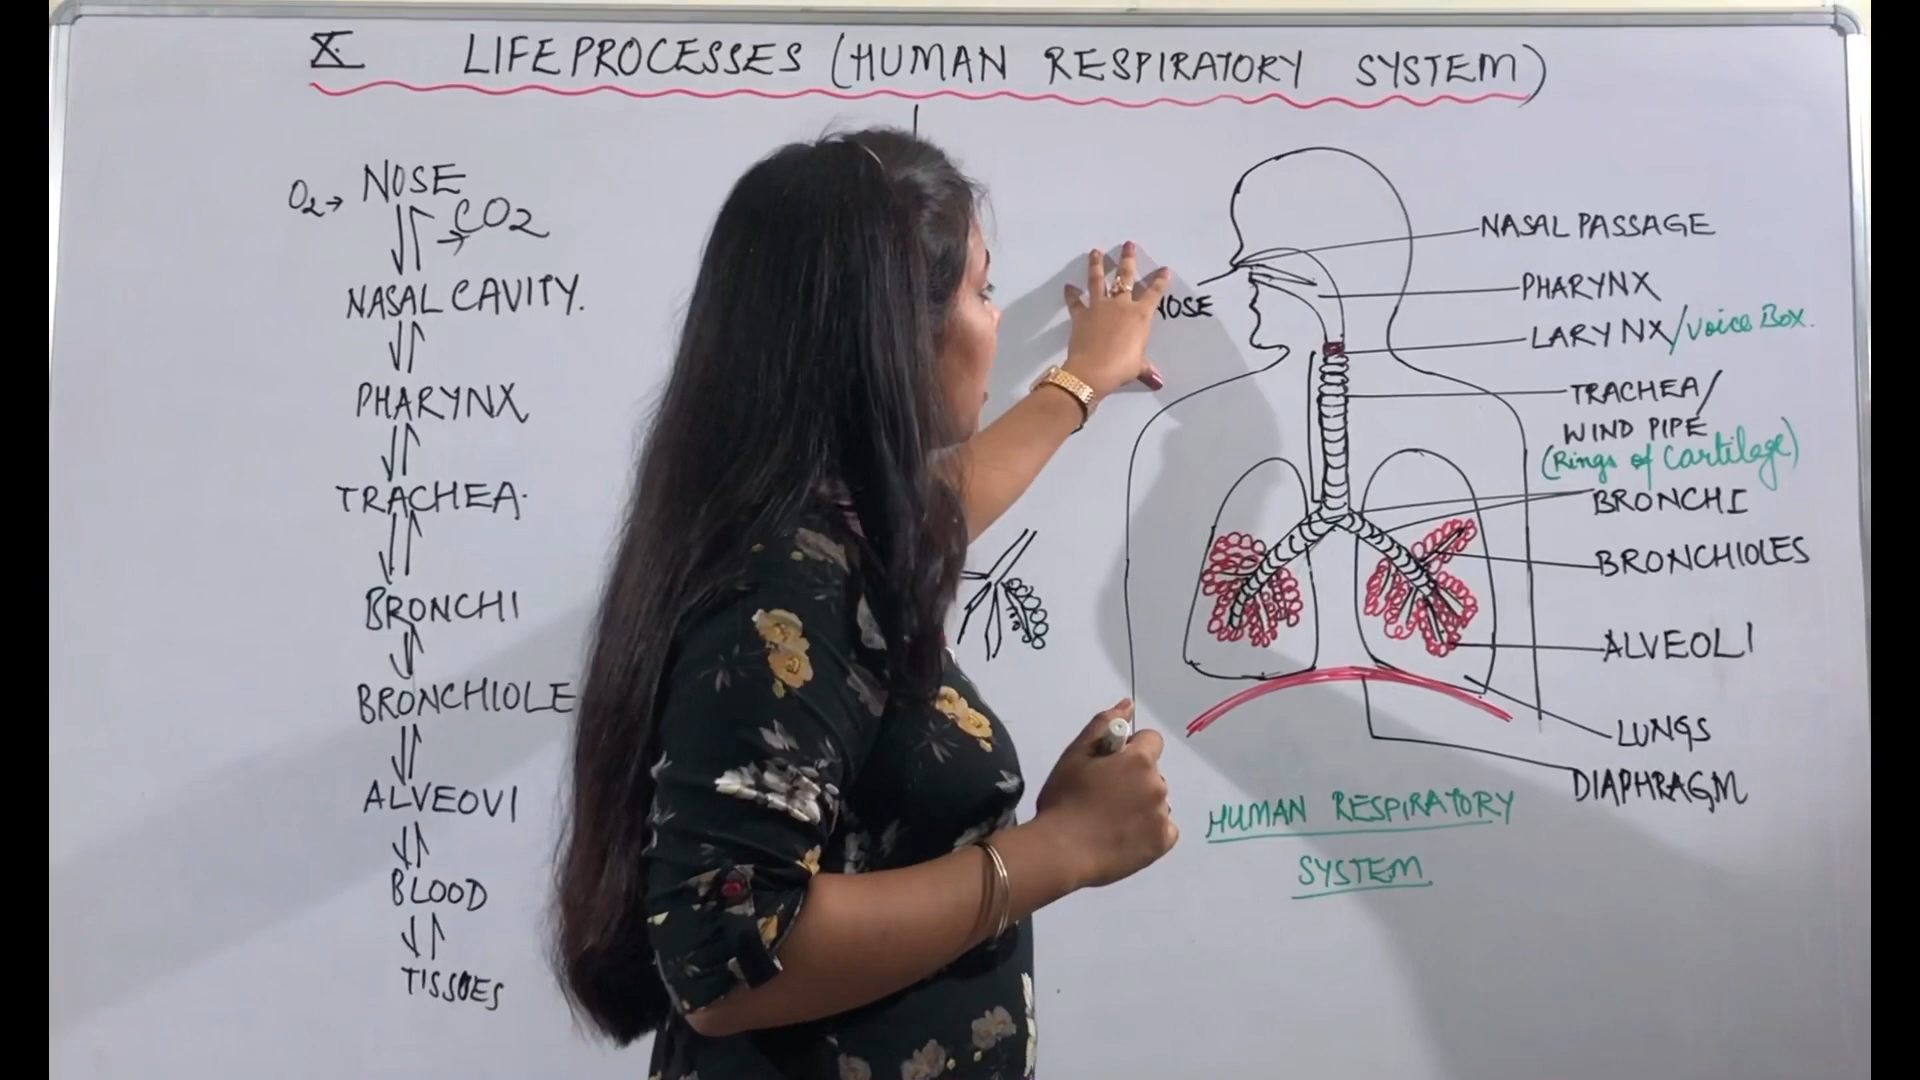 X LIFE PROCESSES (HUMAN RESPIRATORY SYSTEM)
O2→ NOSE
→CO2
NASAL CAVITY.
PHARYNX
TRACHEA.
BRONCHI
BRONCHIOLE
ALVEOVI
BLOOD
TISSUES
NOSE
NASAL PASSAGE
PHARYNX
LARYNX/Voice Box.
TRACHEA/
WIND PIPE
(Rings of Cartilage)
BRONCHI
BRONCHIOLES
ALVEOLI
LUNGS
DIAPHRAGM
HUMAN RESPIRATORY
SYSTEM